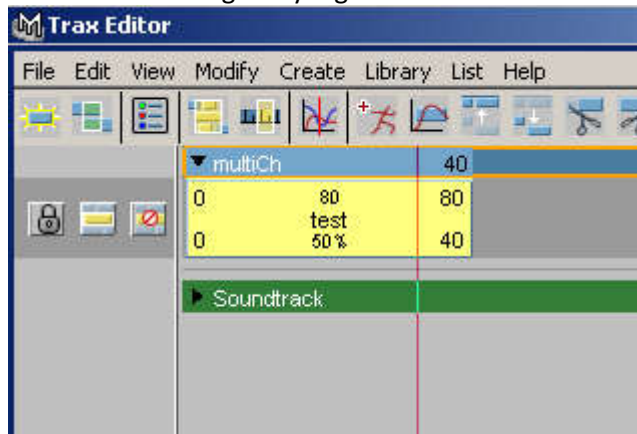 Trax Editor
File Edit View Modify Create Library List Help
multiCh 40
0 80 80
test
0 50% 40
Soundtrack